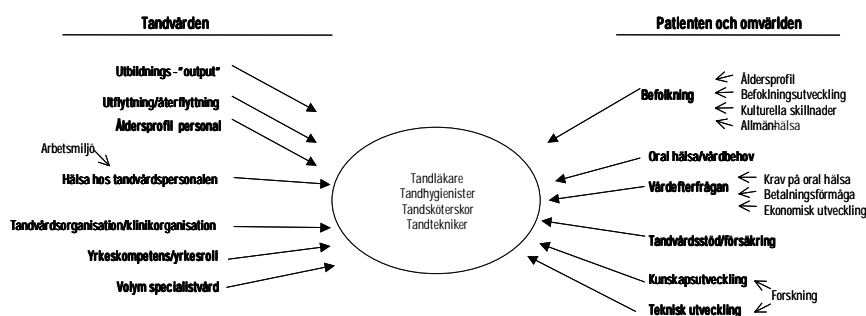 Tandvården
Utbildnings-"output"
Utflyttning/återflyttning
Åldersprofil personal
Arbetsmiljö
Hälsa hos tandvårdspersonalen
Tandvårdsorganisation/klinikorganisation
Yrkeskompetens/yrkesroll
Volym specialistvård
Tandläkare
Tandhygienister
Tandsköterskor
Tandtekniker
Patienten och omvärlden
Befolkning
Åldersprofil
Befoklningsutveckling
Kulturella skillnader
Allmänhälsa
Oral hälsa/vårdbehov
Vårdefterfrågan
Krav på oral hälsa
Betalningsförmåga
Ekonomisk utveckling
Tandvårdsstöd/försäkring
Kunskapsutveckling
Forskning
Teknisk utveckling